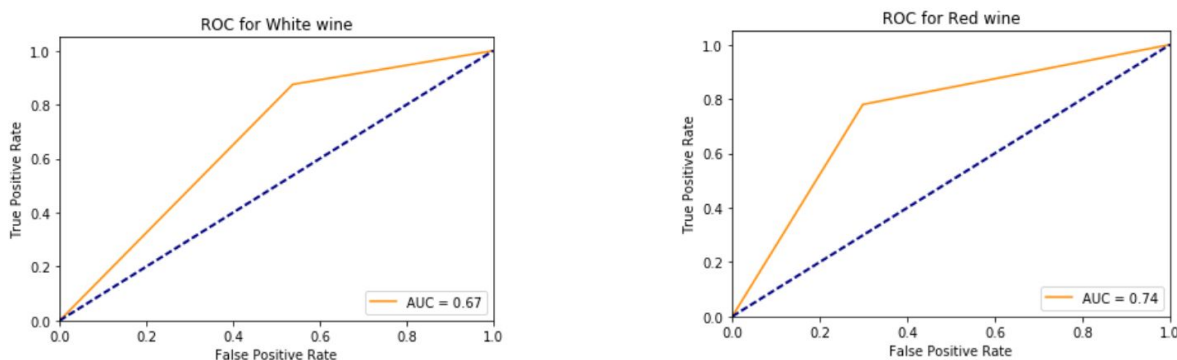 ROC for White wine
1.0
0.8
0.6
0.4
0.2
0.0
True Positive Rate
AUC = 0.67
0.0 0.2 0.4 0.6 0.8 1.0
False Positive Rate
ROC for Red wine
1.0
0.8
0.6
0.4
0.2
0.0
True Positive Rate
AUC = 0.74
0.0 0.2 0.4 0.6 0.8 1.0
False Positive Rate